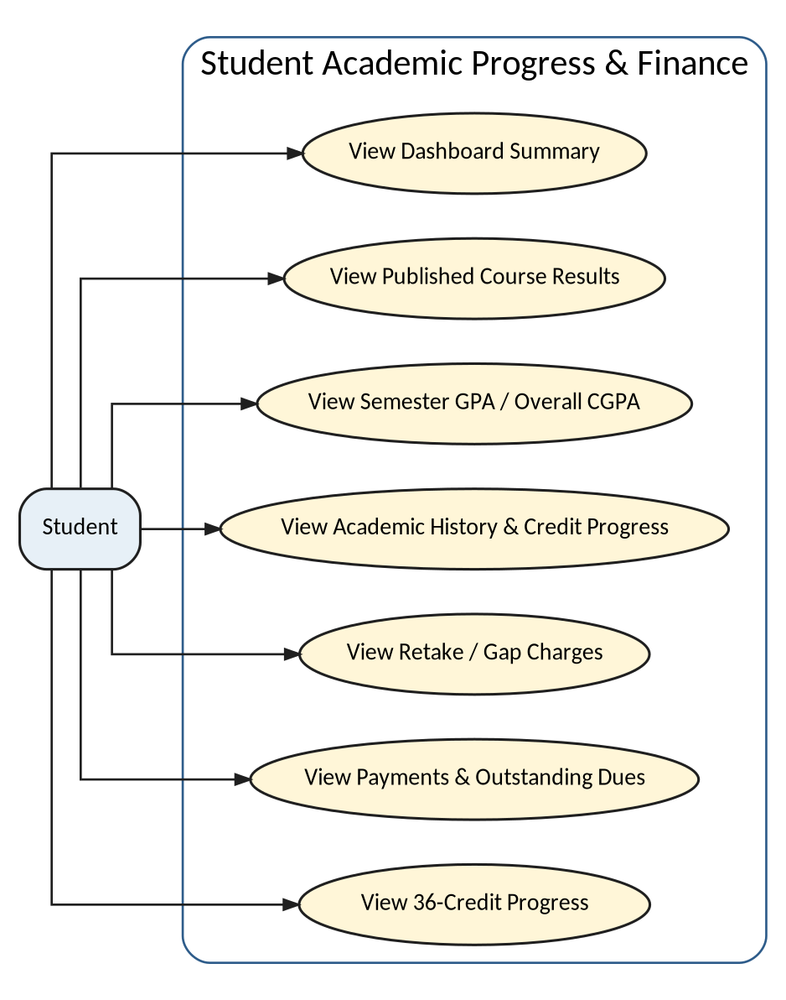 Student Academic Progress & Finance
View Dashboard Summary
View Published Course Results
View Semester GPA / Overall CGPA
Student
View Academic History & Credit Progress
View Retake / Gap Charges
View Payments & Outstanding Dues
View 36-Credit Progress